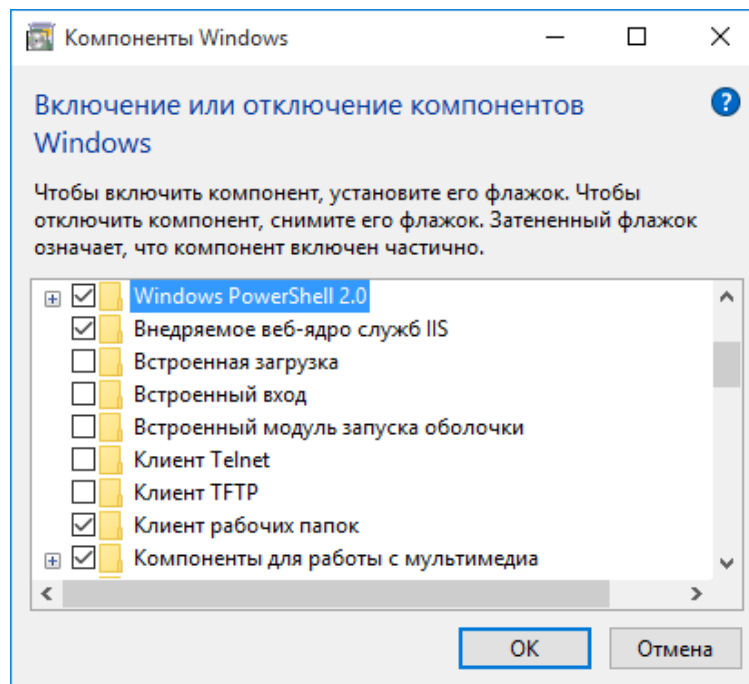 Компоненты Windows
Включение или отключение компонентов
Windows
?
Чтобы включить компонент, установите его флажок. Чтобы
отключить компонент, снимите его флажок. Затененный флажок
означает, что компонент включен частично.
Windows PowerShell 2.0
Внедряемое веб-ядро служб IIS
Встроенная загрузка
Встроенный вход
Встроенный модуль запуска оболочки
Клиент Telnet
Клиент TFTP
Клиент рабочих папок
Компоненты для работы с мультимедиа
ОК
Отмена